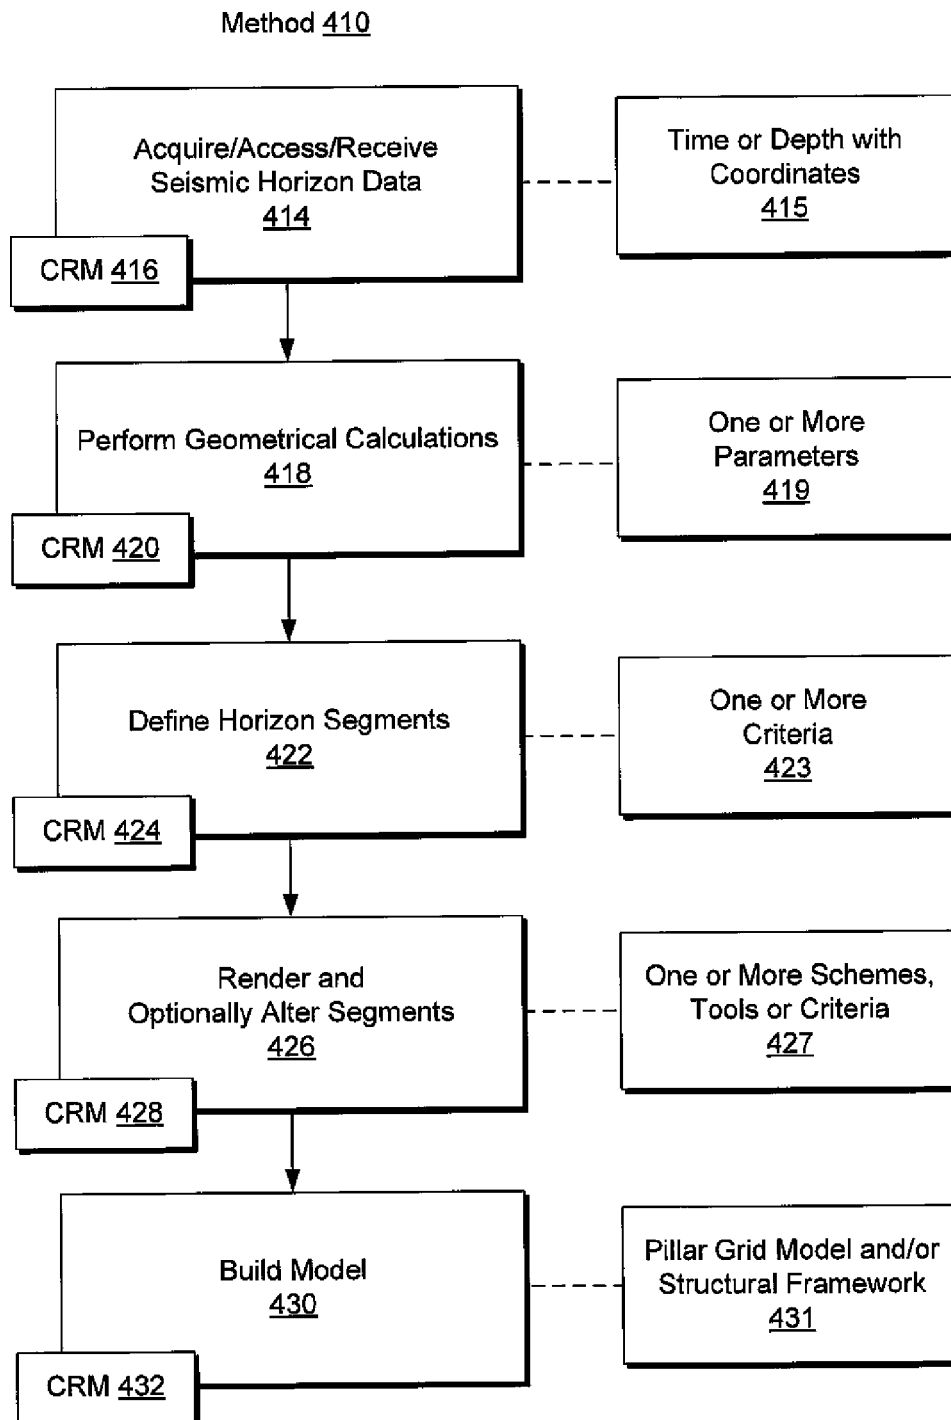 Method 410
Acquire/Access/Receive
Seismic Horizon Data
414
CRM 416
Time or Depth with
Coordinates
415
Perform Geometrical Calculations
418
CRM 420
One or More
Parameters
419
Define Horizon Segments
422
CRM 424
One or More
Criteria
423
Render and
Optionally Alter Segments
426
CRM 428
One or More Schemes,
Tools or Criteria
427
Build Model
430
CRM 432
Pillar Grid Model and/or
Structural Framework
431